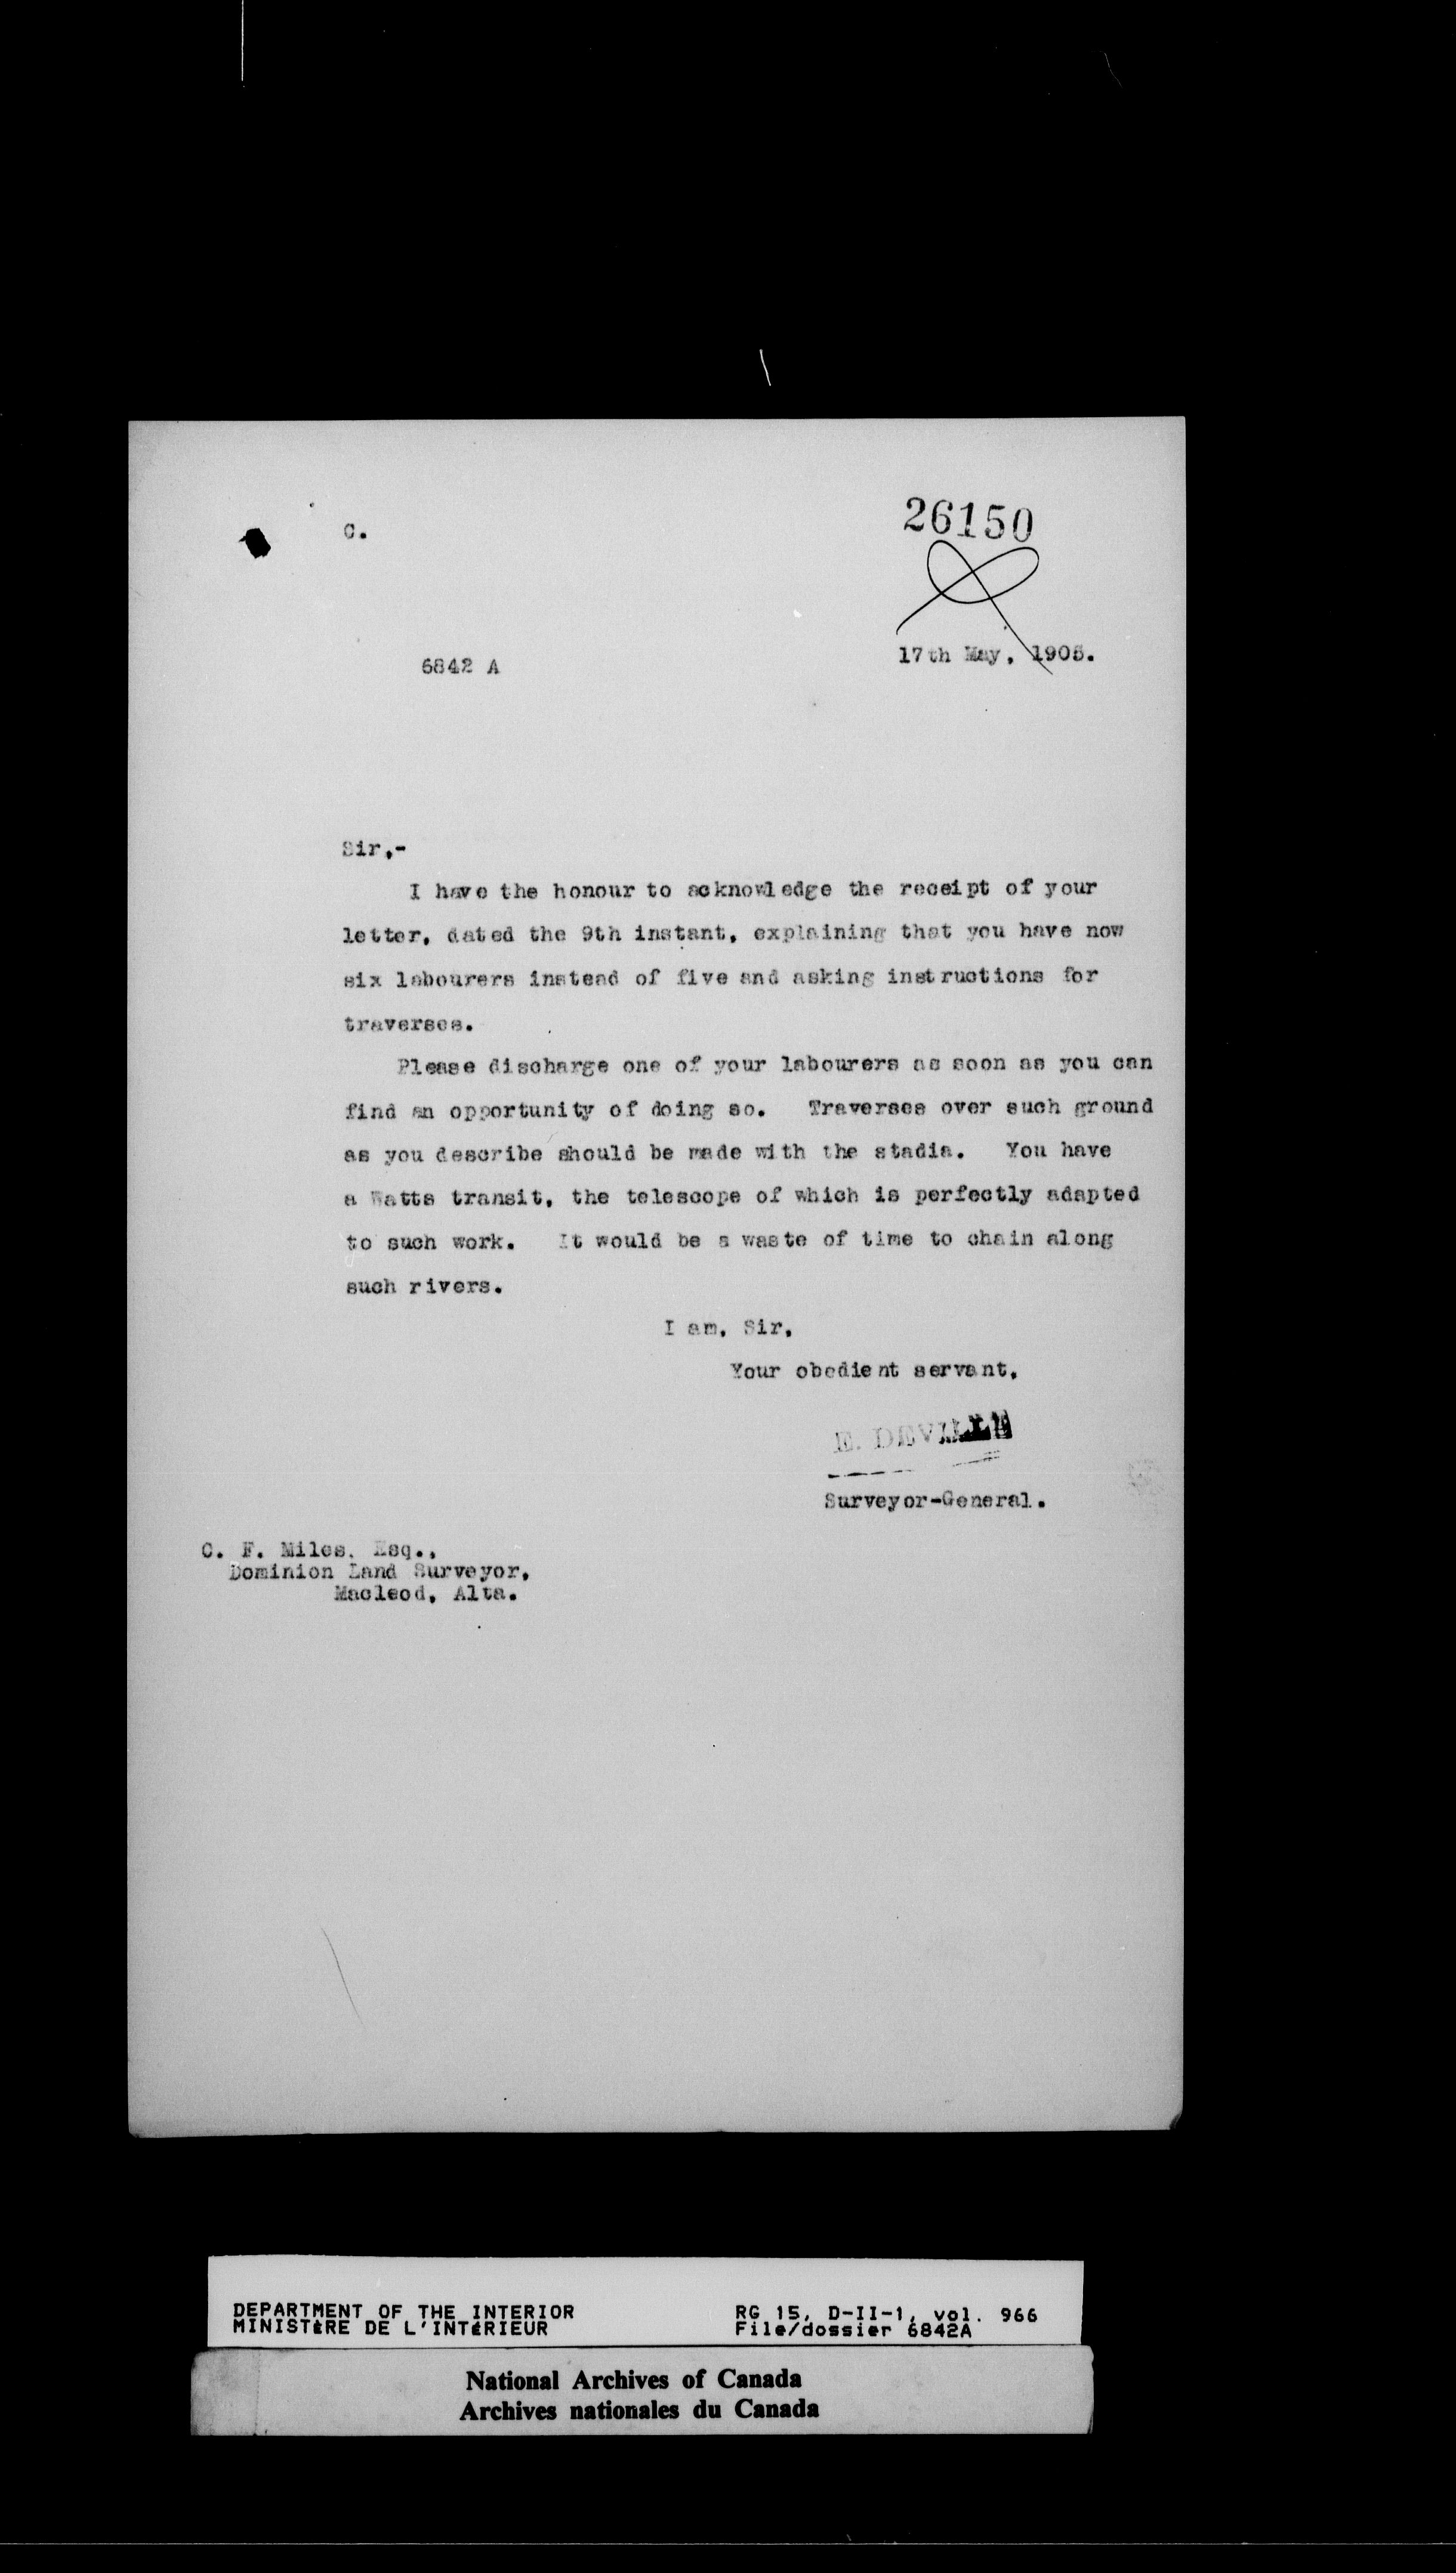 C.
26150
6842 A
17th May, 1905.
Sir,-
I have the honour to acknowledge the receipt of your
letter, dated the 9th instant, explaining that you have now
six labourers instead of five and asking instructions for
traverses.
Please discharge one of your labourers as soon as you can
find an opportunity of doing so. Traverses over such ground
as you describe should be made with the stadia. You have
a Watts transit, the telescope of which is perfectly adapted
to such work. It would be a waste of time to chain along
such rivers.
I am, Sir,
Your obedient servant,
E. DEVILLE
Surveyor-General.
C. F. Miles, Esq.,
Dominion Land Surveyor,
Macleod, Alta.
DEPARTMENT OF THE INTERIOR
MINISTÈRE DE L'INTÉRIEUR
RG 15, D-II-1, vol. 966
File/dossier 6842A
National Archives of Canada
Archives nationales du Canada